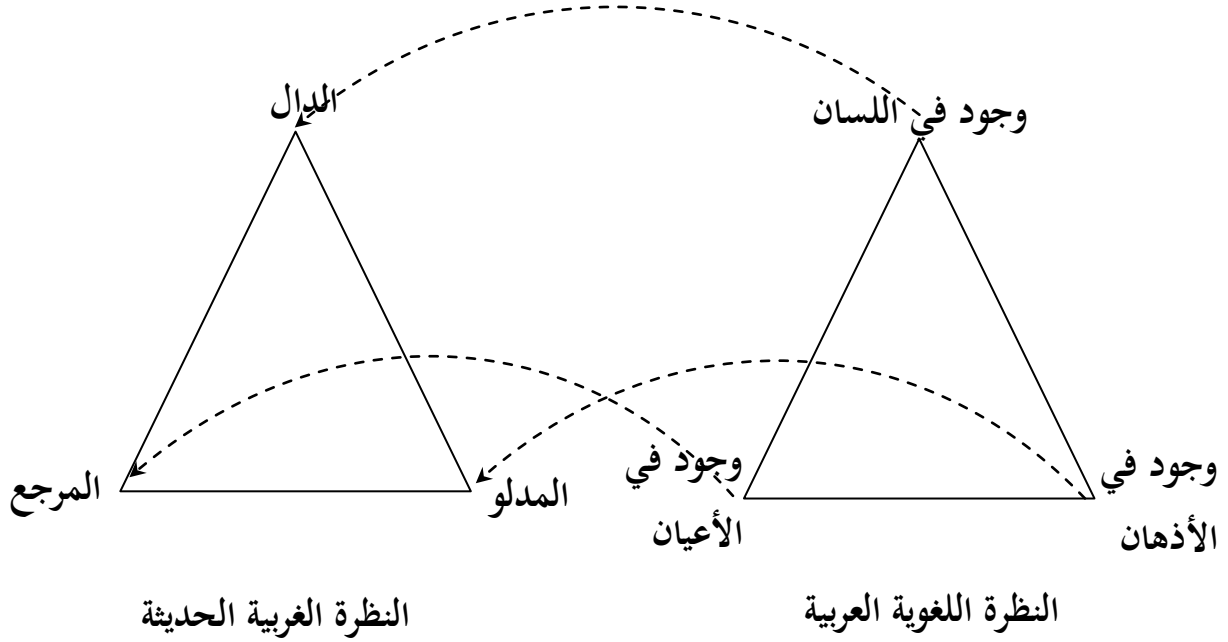 الدال
وجود في اللسان
وجود في
الأذهان
وجود في
الأعيان
المدلو
المرجع
النظرة اللغوية العربية
النظرة الغربية الحديثة